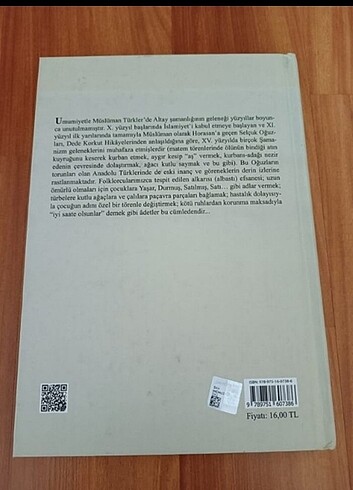 Umumiyetle Müslüman Türkler'de Altay şamanlığının geleneği yüzyıllar boyun-
ca unutulmamıştır. X. yüzyıl başlarında İslamiyet'i kabul etmeye başlayan ve XI.
yüzyıl ilk yarılarında tamamıyla Müslüman olarak Horasan'a geçen Selçuk Oğuz-
ları, Dede Korkut Hikâyelerinden anlaşıldığına göre, XV. yüzyılda birçok Şama-
nizm geleneklerini muhafaza etmişlerdir (matem törenlerinde ölünün bindiği atın
kuyruğunu keserek kurban etmek, aygır kesip "aş" vermek, kurbanı-adağı nezir
edenin çevresinde dolaştırmak, ağacı kutlu saymak ve bu gibi). Bu Oğuzların
torunları olan Anadolu Türklerinde de eski inanç ve göreneklerin derin izlerine
rastlanmaktadır. Folklorcularımızca tespit edilen alkarısı (albastı) efsanesi; uzun
ömürlü olmaları için çocuklara Yaşar, Durmuş, Satılmış, Satı... gibi adlar vermek;
türbelere kutlu ağaçlara ve çalılara paçavra parçaları bağlamak; hastalık dolayısıy-
la çocuğun adını özel bir törenle değiştirmek; kötü ruhlardan korunma maksadıyla
"iyi saate olsunlar" demek gibi âdetler bu cümledendir...
9 789751 607386
Fiyatı: 16,00 TL